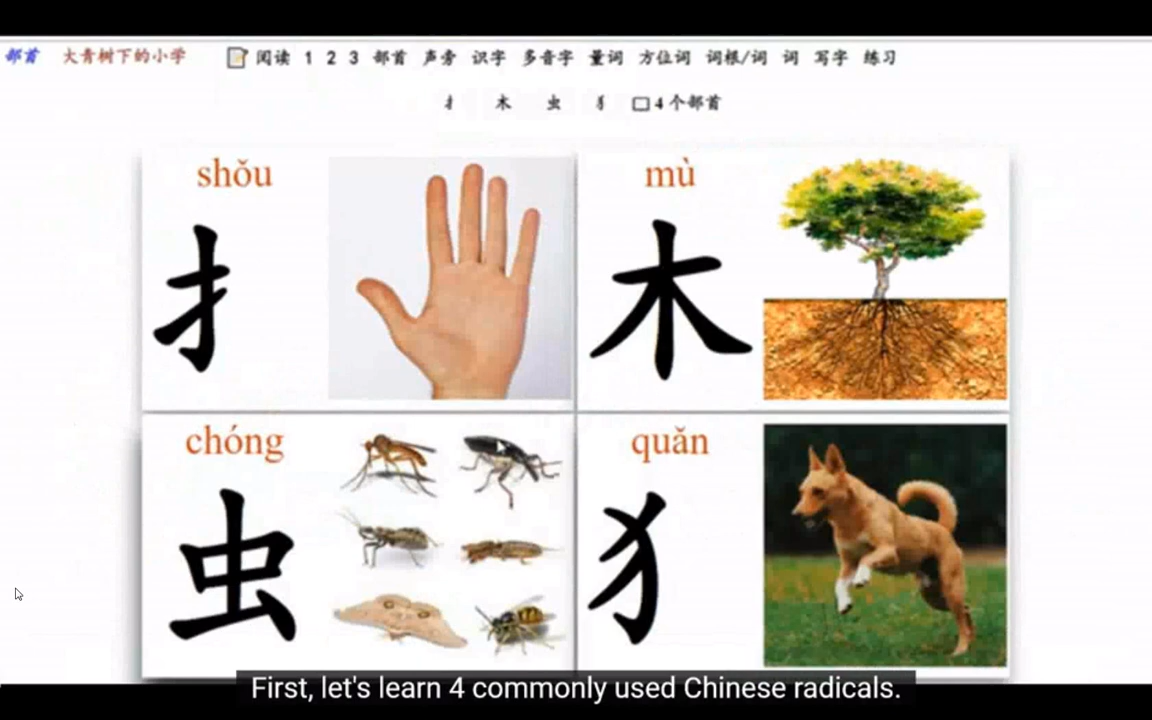 部首 大青树下的小学 阅读 1 2 3 部首 声旁 识字 多音字 量词 方位词 词根/词 词 写字 练习
扌 木 虫 犭 4个部首
shǒu
扌
mù
木
chóng
虫
quǎn
犭
First, let's learn 4 commonly used Chinese radicals.